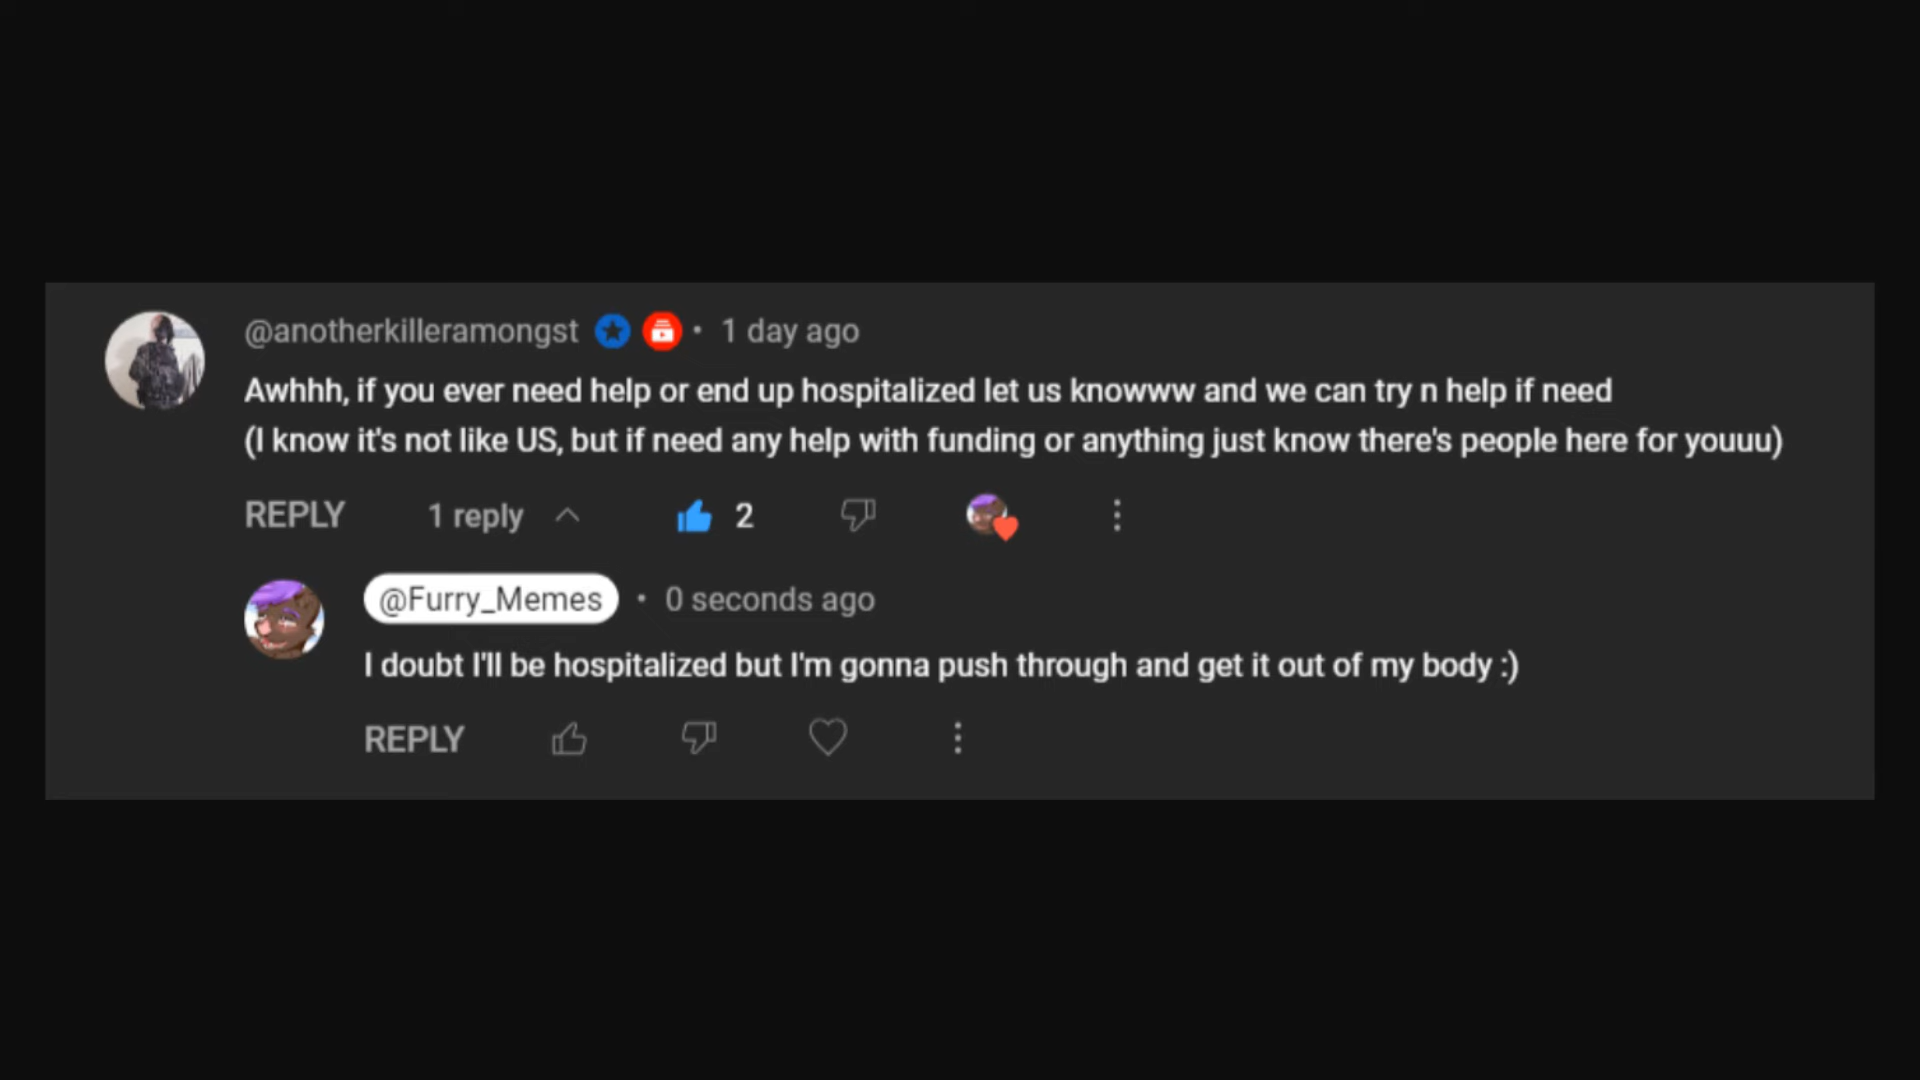 @anotherkilleramongst • 1 day ago
Awhhh, if you ever need help or end up hospitalized let us knowww and we can try n help if need
(I know it's not like US, but if need any help with funding or anything just know there's people here for youuu)
REPLY 1 reply 2
@Furry_Memes • 0 seconds ago
I doubt I'll be hospitalized but I'm gonna push through and get it out of my body :)
REPLY